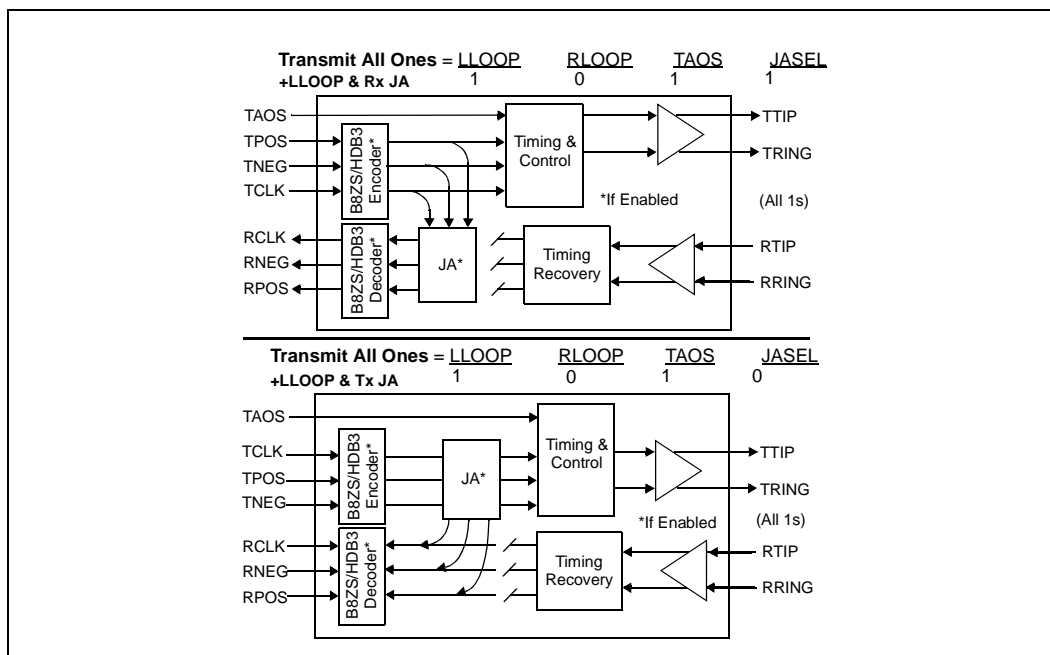 Transmit All Ones = LLOOP RLOOP TAOS JASEL
+LLOOP & Rx JA 1 0 1 1
TAOS
TPOS
TNEG
TCLK
B8ZS/HDB3
Encoder*
Timing &
Control
TTIP
TRING
*If Enabled
(All 1s)
RCLK
RNEG
RPOS
B8ZS/HDB3
Decoder*
JA*
Timing
Recovery
RTIP
RRING
Transmit All Ones = LLOOP RLOOP TAOS JASEL
+LLOOP & Tx JA 1 0 1 0
TAOS
TCLK
TPOS
TNEG
B8ZS/HDB3
Encoder*
JA*
Timing &
Control
TTIP
TRING
*If Enabled
(All 1s)
RCLK
RNEG
RPOS
B8ZS/HDB3
Decoder*
Timing
Recovery
RTIP
RRING